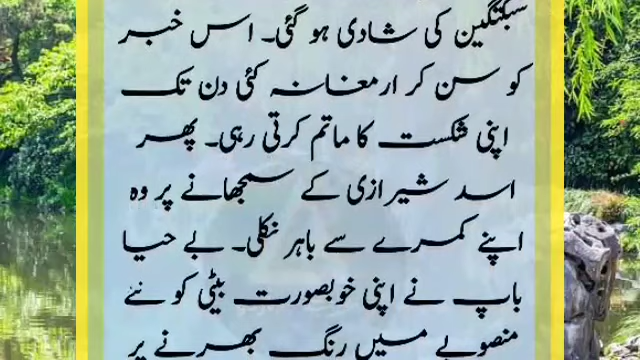 سبکتگین کی شادی ہو گئی۔ اس خبر
کو سن کر ارمغانہ کئی دن تک
اپنی شکست کا ماتم کرتی رہی۔ پھر
اسد شیرازی کے سمجھانے پر وہ
اپنے کمرے سے باہر نکلی۔ بے حیا
باپ نے اپنی خوبصورت بیٹی کو نئے
منصوبے میں رنگ بھرنے پر